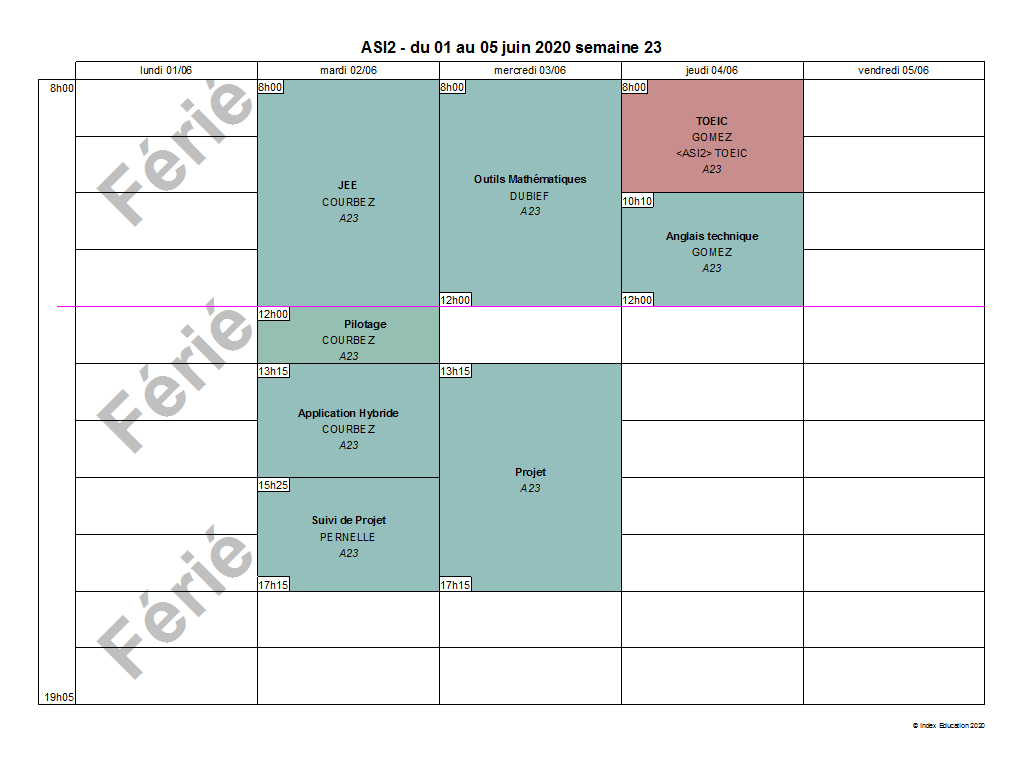 ASI2 - du 01 au 05 juin 2020 semaine 23
lundi 01/06
mardi 02/06
mercredi 03/06
jeudi 04/06
vendredi 05/06
8h00
19h05
Férié
Férié
Férié
8h00
JEE
COURBEZ
A23
12h00
Pilotage
COURBEZ
A23
13h15
Application Hybride
COURBEZ
A23
15h25
Suivi de Projet
PERNELLE
A23
17h15
8h00
Outils Mathématiques
DUBIEF
A23
12h00
13h15
Projet
A23
17h15
8h00
TOEIC
GOMEZ
<ASI2> TOEIC
A23
10h10
Anglais technique
GOMEZ
A23
12h00
© Index Education 2020